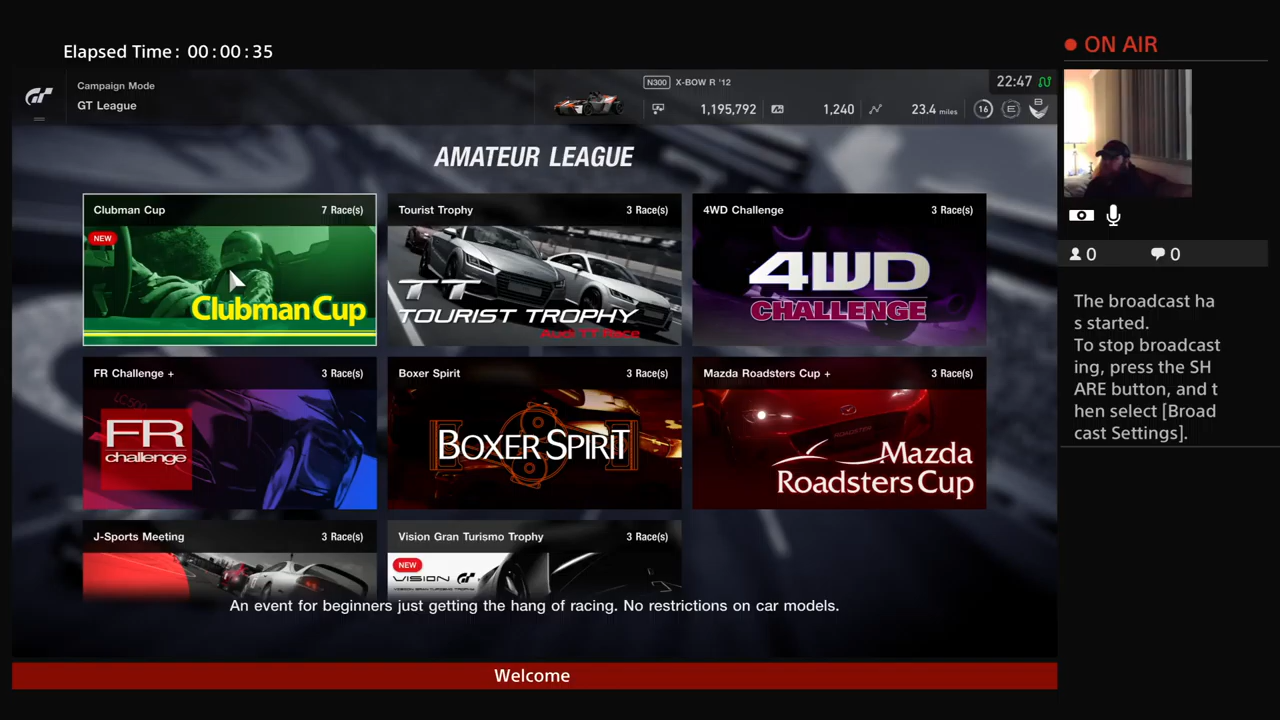 Elapsed Time: 00:00:35
ON AIR
Campaign Mode
GT League
N300 X-BOW R '12
22:47
1,195,792
1,240
23.4 miles
16
E
B
AMATEUR LEAGUE
Clubman Cup 7 Race(s)
NEW
Clubman Cup
Tourist Trophy 3 Race(s)
TT
TOURIST TROPHY
Audi TT Race
4WD Challenge 3 Race(s)
4WD
CHALLENGE
FR Challenge + 3 Race(s)
LC500
FR
challenge
Boxer Spirit 3 Race(s)
BOXER SPIRIT
Mazda Roadsters Cup + 3 Race(s)
Mazda
Roadsters Cup
J-Sports Meeting 3 Race(s)
Vision Gran Turismo Trophy 3 Race(s)
NEW
VISION GT
An event for beginners just getting the hang of racing. No restrictions on car models.
Welcome
0
0
The broadcast ha
s started.
To stop broadcast
ing, press the SH
ARE button, and t
hen select [Broad
cast Settings].